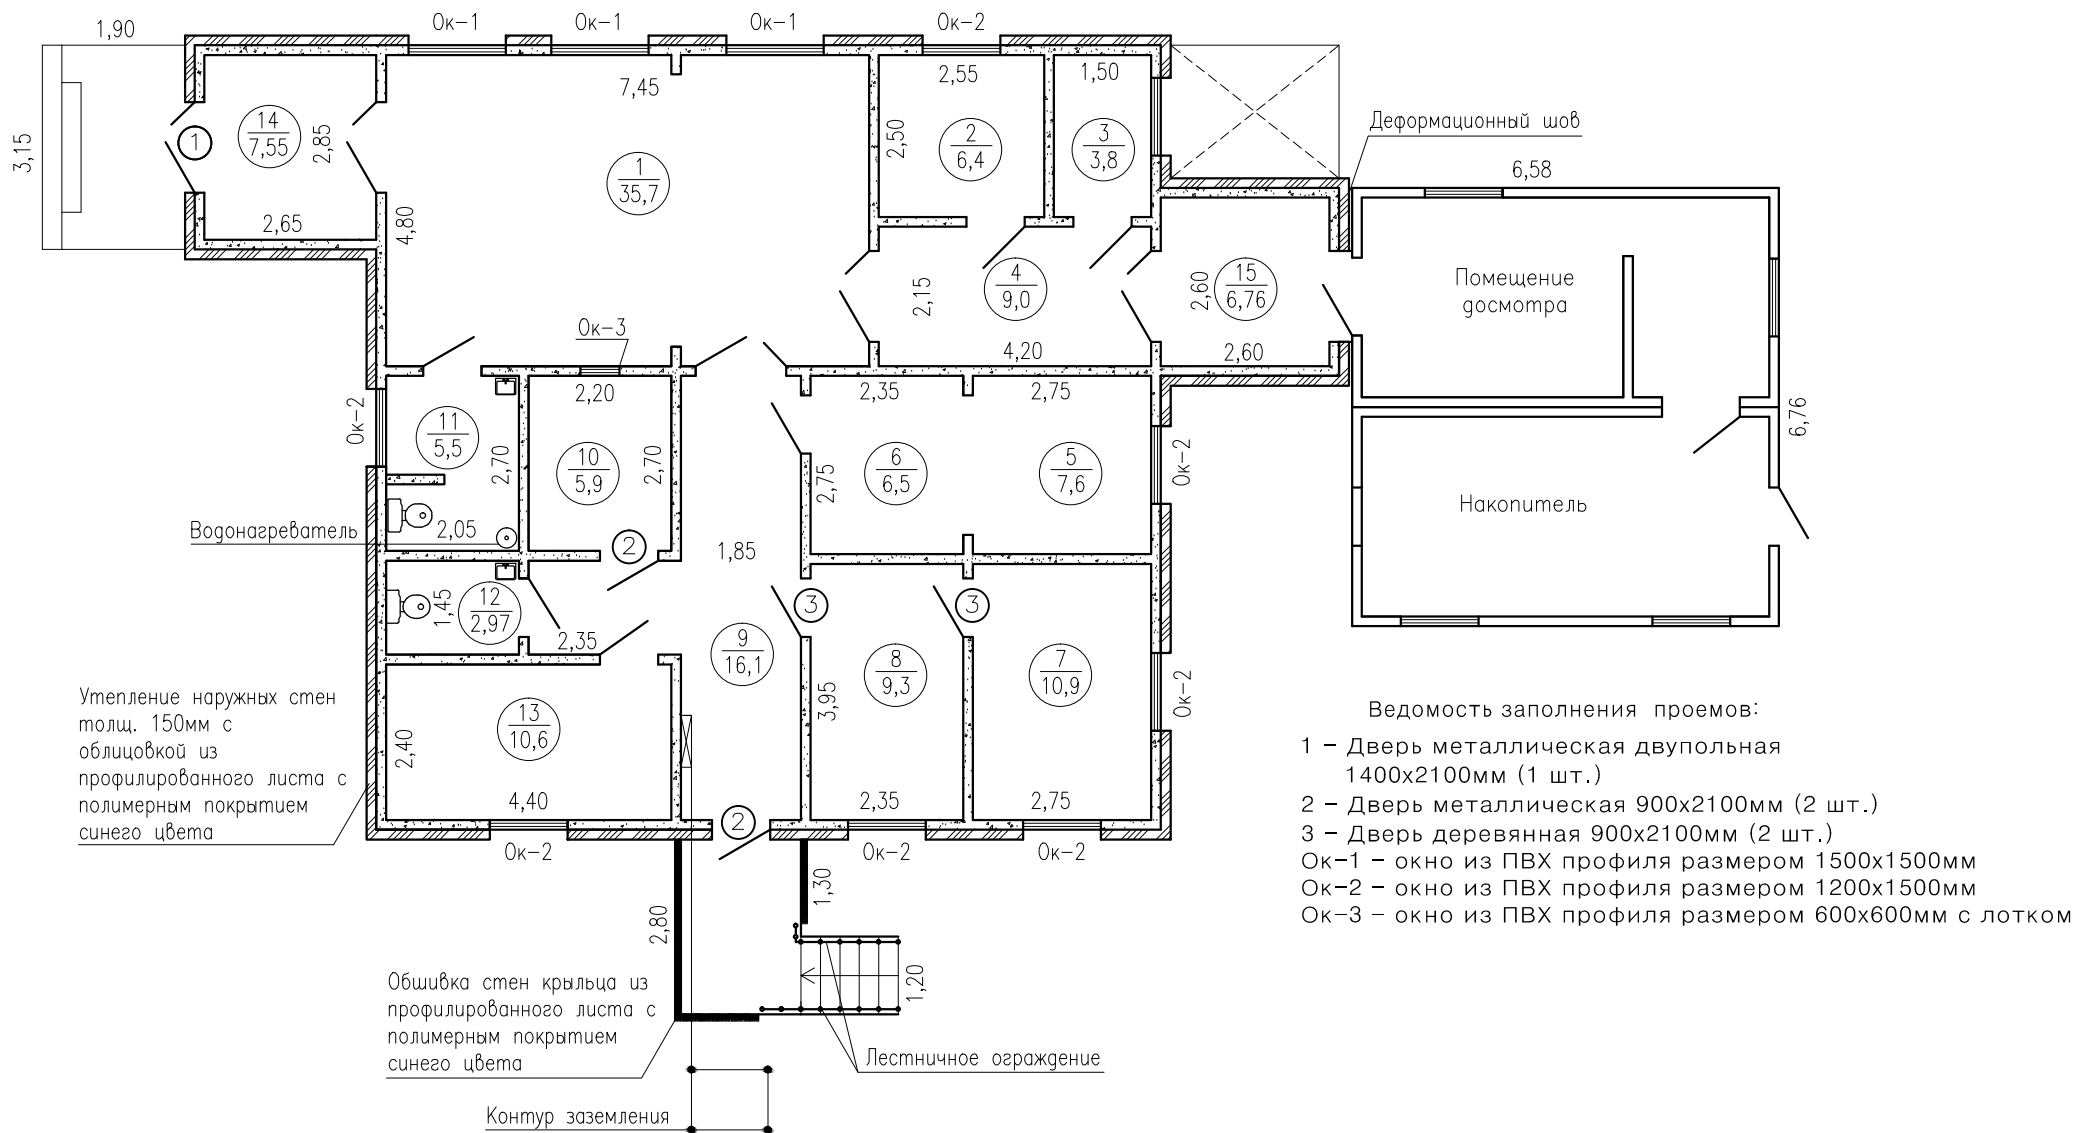 1,90
Ок-1
Ок-1
Ок-1
Ок-2
3,15
1
14
7,55
2,85
2,65
7,45
1
35,7
4,80
2,55
2,50
2
6,4
1,50
3
3,8
Деформационный шов
6,58
2,15
4
9,0
4,20
2,60
15
6,76
2,60
Помещение
досмотра
6,76
Накопитель
Ок-3
Ок-2
11
5,5
2,70
2,05
Водонагреватель
2,20
10
5,9
2,70
2
1,85
2,35
2,75
6
6,5
2,75
5
7,6
Ок-2
12
2,97
1,45
2,35
9
16,1
3
3
8
9,3
3,95
2,35
7
10,9
2,75
Ок-2
13
10,6
2,40
4,40
2
Ок-2
Ок-2
Ок-2
Утепление наружных стен
толщ. 150мм с
облицовкой из
профилированного листа с
полимерным покрытием
синего цвета
2,80
1,30
1,20
Обшивка стен крыльца из
профилированного листа с
полимерным покрытием
синего цвета
Лестничное ограждение
Контур заземления
Ведомость заполнения проемов:
1 - Дверь металлическая двупольная
1400х2100мм (1 шт.)
2 - Дверь металлическая 900х2100мм (2 шт.)
3 - Дверь деревянная 900х2100мм (2 шт.)
Ок-1 - окно из ПВХ профиля размером 1500х1500мм
Ок-2 - окно из ПВХ профиля размером 1200х1500мм
Ок-3 - окно из ПВХ профиля размером 600х600мм с лотком